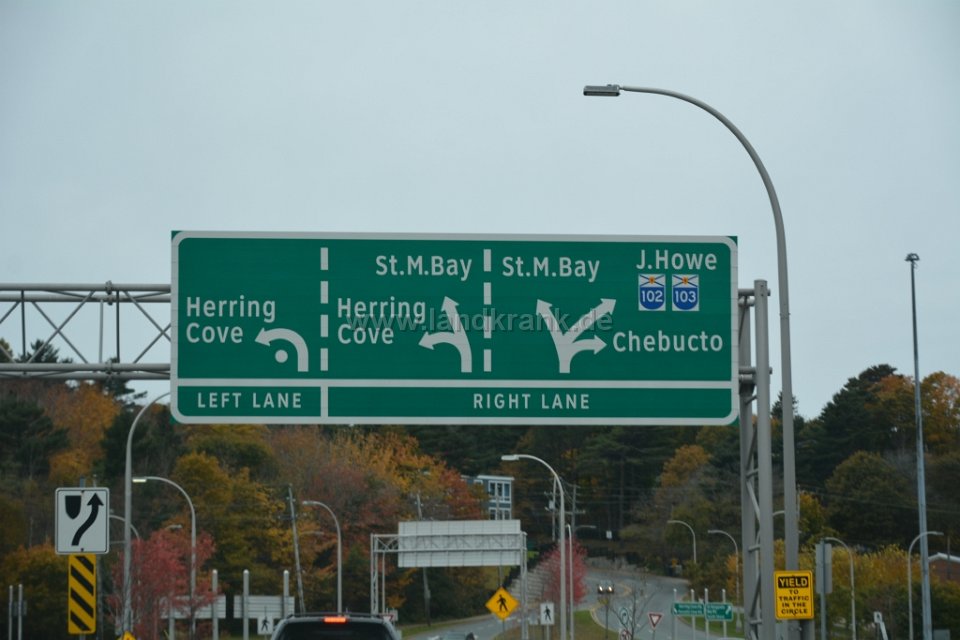 St.M.Bay
St.M.Bay
J.Howe
102 103
Herring
Cove
Herring
Cove
Chebucto
LEFT LANE
RIGHT LANE
www.landkrank.de
YIELD
TO
TRAFFIC
IN THE
CIRCLE